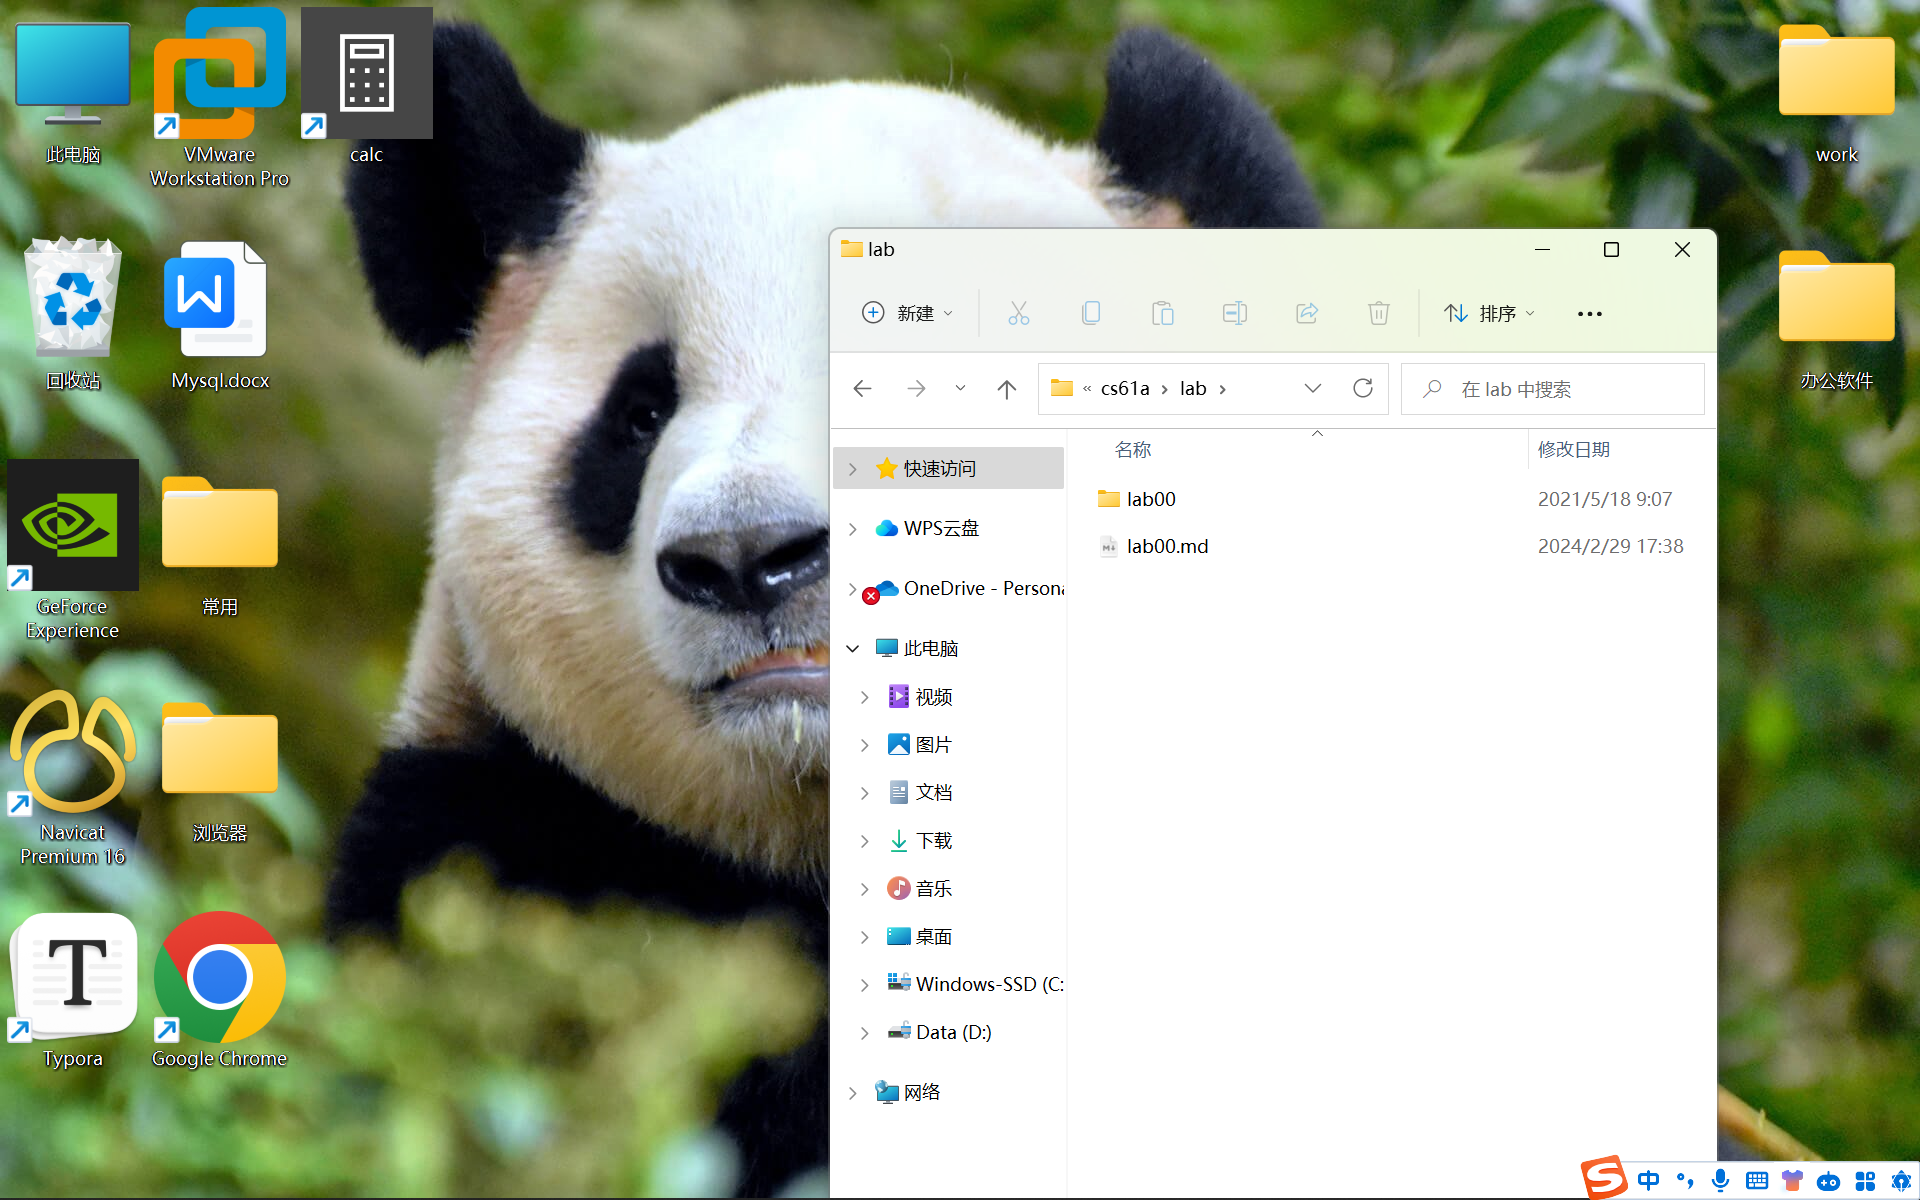 此电脑
VMware
Workstation Pro
calc
work
回收站
Mysql.docx
办公软件
GeForce
Experience
常用
Navicat
Premium 16
浏览器
T
Typora
Google Chrome
lab
新建
排序
« cs61a › lab ›
在 lab 中搜索
名称 修改日期
快速访问
lab00 2021/5/18 9:07
WPS云盘
lab00.md 2024/2/29 17:38
OneDrive - Persona
此电脑
视频
图片
文档
下载
音乐
桌面
Windows-SSD (C:
Data (D:)
网络
中